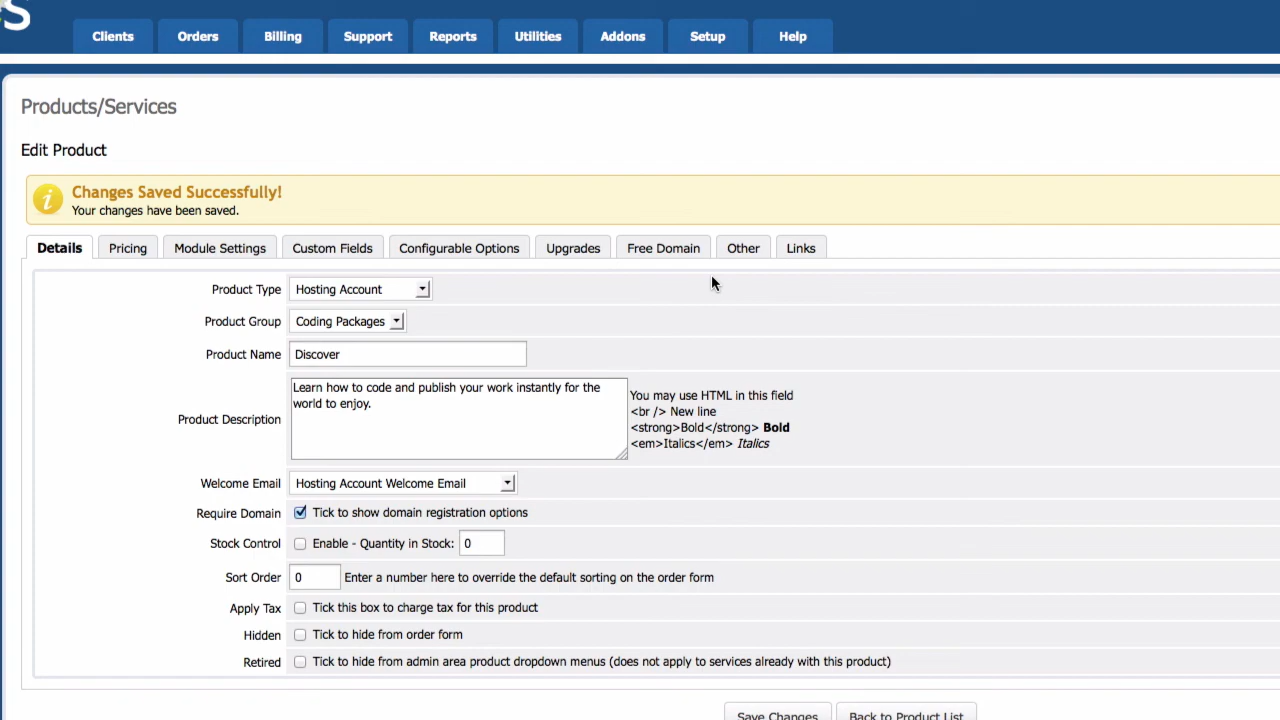 S
Clients Orders Billing Support Reports Utilities Addons Setup Help
Products/Services
Edit Product
i
Changes Saved Successfully!
Your changes have been saved.
Details Pricing Module Settings Custom Fields Configurable Options Upgrades Free Domain Other Links
Product Type Hosting Account
Product Group Coding Packages
Product Name Discover
Product Description
Learn how to code and publish your work instantly for the
world to enjoy.
You may use HTML in this field
<br /> New line
<strong>Bold</strong> Bold
<em>Italics</em> Italics
Welcome Email Hosting Account Welcome Email
Require Domain Tick to show domain registration options
Stock Control Enable - Quantity in Stock: 0
Sort Order 0 Enter a number here to override the default sorting on the order form
Apply Tax Tick this box to charge tax for this product
Hidden Tick to hide from order form
Retired Tick to hide from admin area product dropdown menus (does not apply to services already with this product)
Save Changes Back to Product List